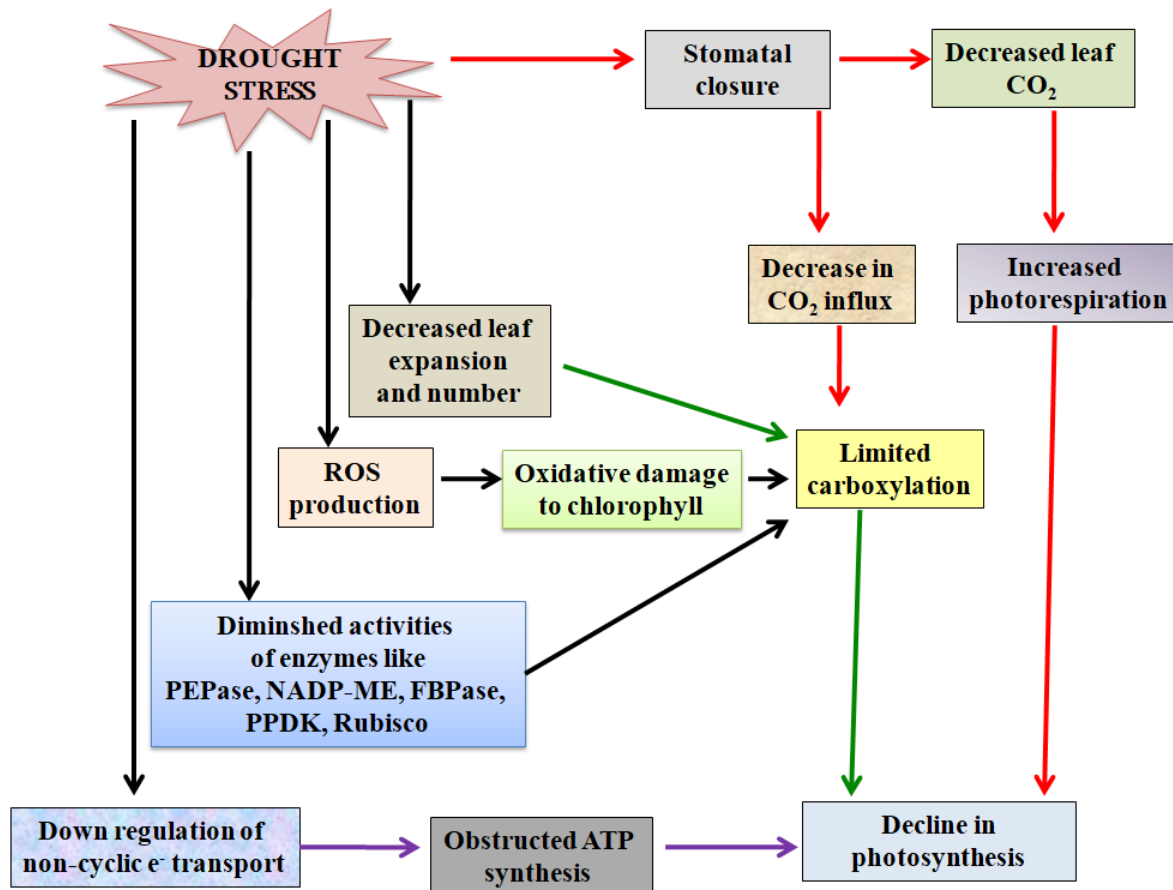 DROUGHT
STRESS
Stomatal
closure
Decreased leaf
CO₂
Decrease in
CO₂ influx
Increased
photorespiration
Decreased leaf
expansion
and number
ROS
production
Oxidative damage
to chlorophyll
Limited
carboxylation
Diminshed activities
of enzymes like
PEPase, NADP-ME, FBPase,
PPDK, Rubisco
Down regulation of
non-cyclic e⁻ transport
Obstructed ATP
synthesis
Decline in
photosynthesis